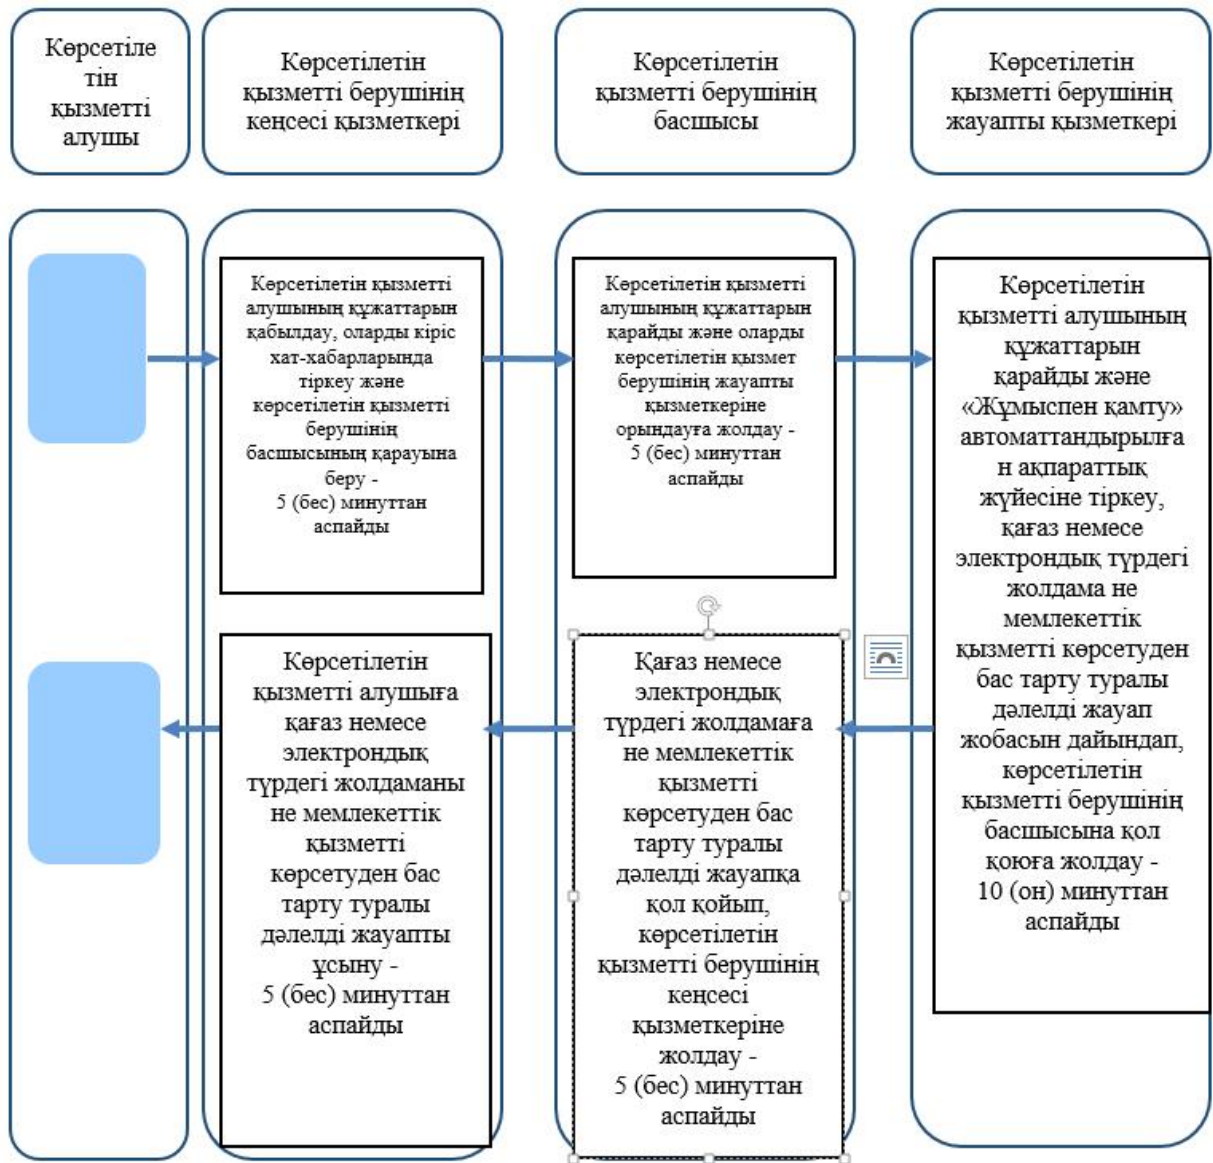 Көрсетіле
тін
қызметті
алушы
Көрсетілетін
қызметті берушінің
кеңсесі қызметкері
Көрсетілетін
қызметті берушінің
басшысы
Көрсетілетін
қызметті берушінің
жауапты қызметкері
Көрсетілетін қызметті
алушының құжаттарын
қабылдау, оларды кіріс
хат-хабарларында
тіркеу және
көрсетілетін қызметті
берушінің
басшысының қарауына
беру -
5 (бес) минуттан
аспайды
Көрсетілетін қызметті
алушының құжаттарын
қарайды және оларды
көрсетілетін қызмет
берушінің жауапты
қызметкеріне
орындауға жолдау -
5 (бес) минуттан
аспайды
Көрсетілетін
қызметті алушының
құжаттарын
қарайды және
«Жұмыспен қамту»
автоматтандырылға
н ақпараттық
жүйесіне тіркеу,
қағаз немесе
электрондық түрдегі
жолдама не
мемлекеттік
қызметті көрсетуден
бас тарту туралы
дәлелді жауап
жобасын дайындап,
көрсетілетін
қызметті берушінің
басшысына қол
қоюға жолдау -
10 (он) минуттан
аспайды
Көрсетілетін
қызметті алушыға
қағаз немесе
электрондық
түрдегі жолдаманы
не мемлекеттік
қызметті
көрсетуден бас
тарту туралы
дәлелді жауапты
ұсыну -
5 (бес) минуттан
аспайды
Қағаз немесе
электрондық
түрдегі жолдамаға
не мемлекеттік
қызметті
көрсетуден бас
тарту туралы
дәлелді жауапқа
қол қойып,
көрсетілетін
қызметті берушінің
кеңсесі
қызметкеріне
жолдау -
5 (бес) минуттан
аспайды